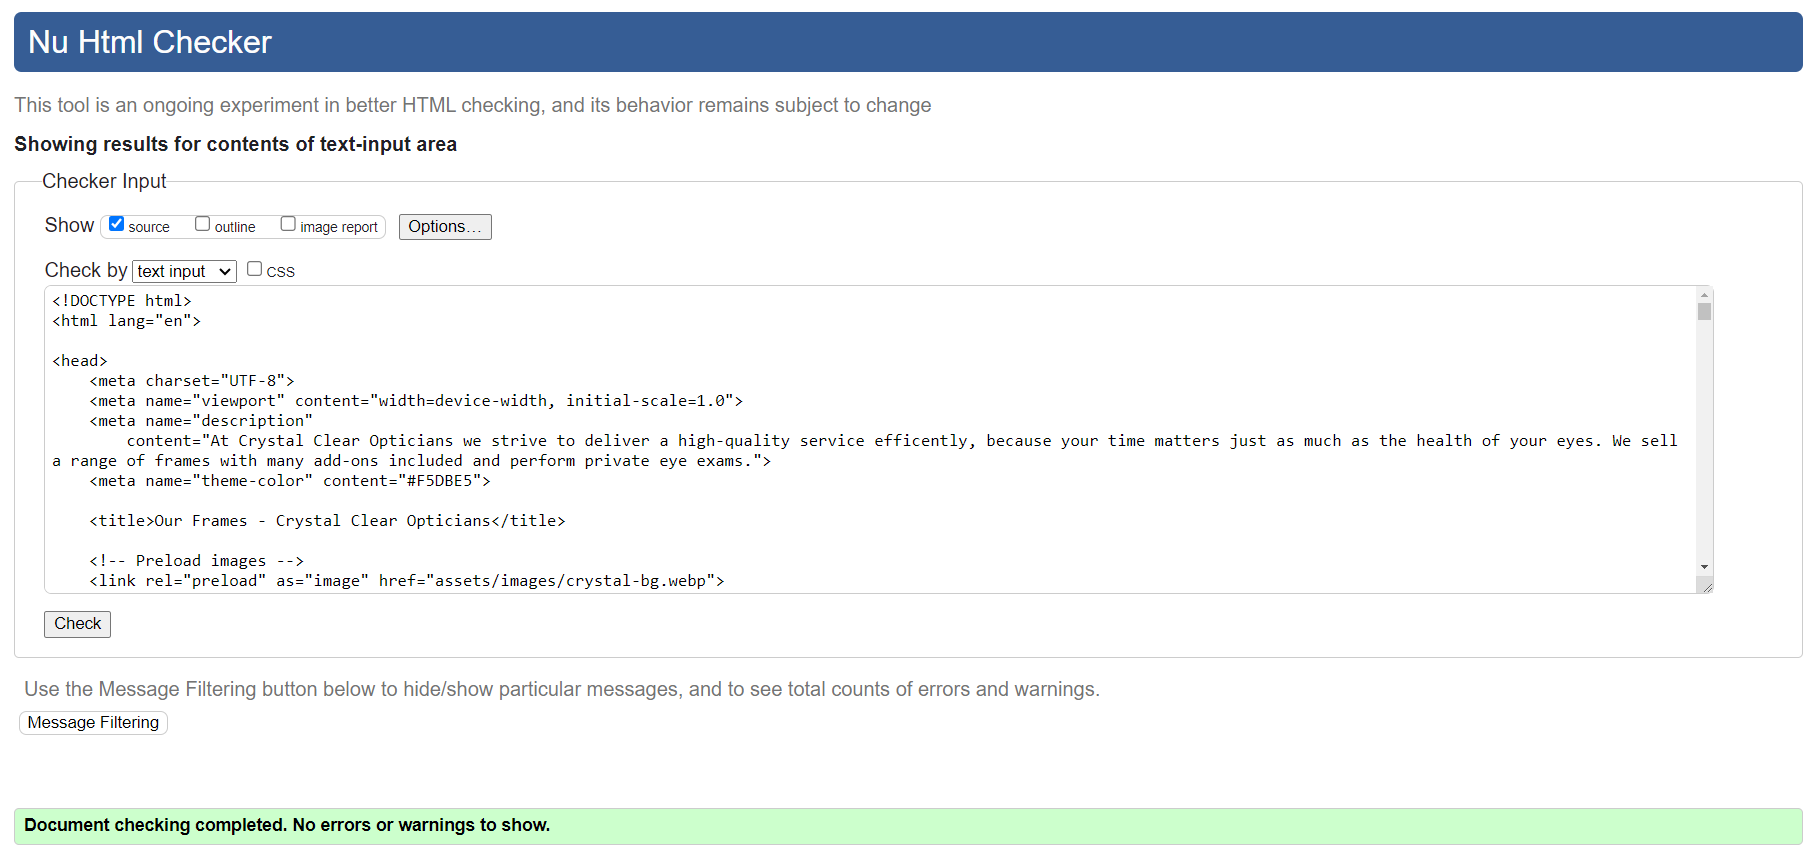 Nu Html Checker
This tool is an ongoing experiment in better HTML checking, and its behavior remains subject to change
Showing results for contents of text-input area
Checker Input
Show source outline image report Options...
Check by text input CSS
<!DOCTYPE html>
<html lang="en">
<head>
<meta charset="UTF-8">
<meta name="viewport" content="width=device-width, initial-scale=1.0">
<meta name="description"
content="At Crystal Clear Opticians we strive to deliver a high-quality service efficently, because your time matters just as much as the health of your eyes. We sell
a range of frames with many add-ons included and perform private eye exams.">
<meta name="theme-color" content="#F5DBE5">
<title>Our Frames - Crystal Clear Opticians</title>
<!-- Preload images -->
<link rel="preload" as="image" href="assets/images/crystal-bg.webp">
Check
Use the Message Filtering button below to hide/show particular messages, and to see total counts of errors and warnings.
Message Filtering
Document checking completed. No errors or warnings to show.